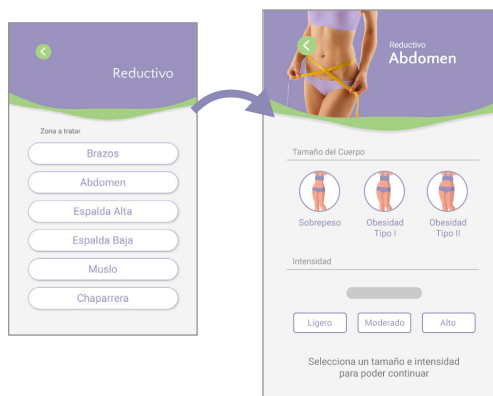 Reductivo
Zona a tratar
Brazos
Abdomen
Espalda Alta
Espalda Baja
Muslo
Chaparrera
Reductivo
Abdomen
Tamaño del Cuerpo
Sobrepeso
Obesidad
Tipo I
Obesidad
Tipo II
Intensidad
Ligero
Moderado
Alto
Selecciona un tamaño e intensidad
para poder continuar